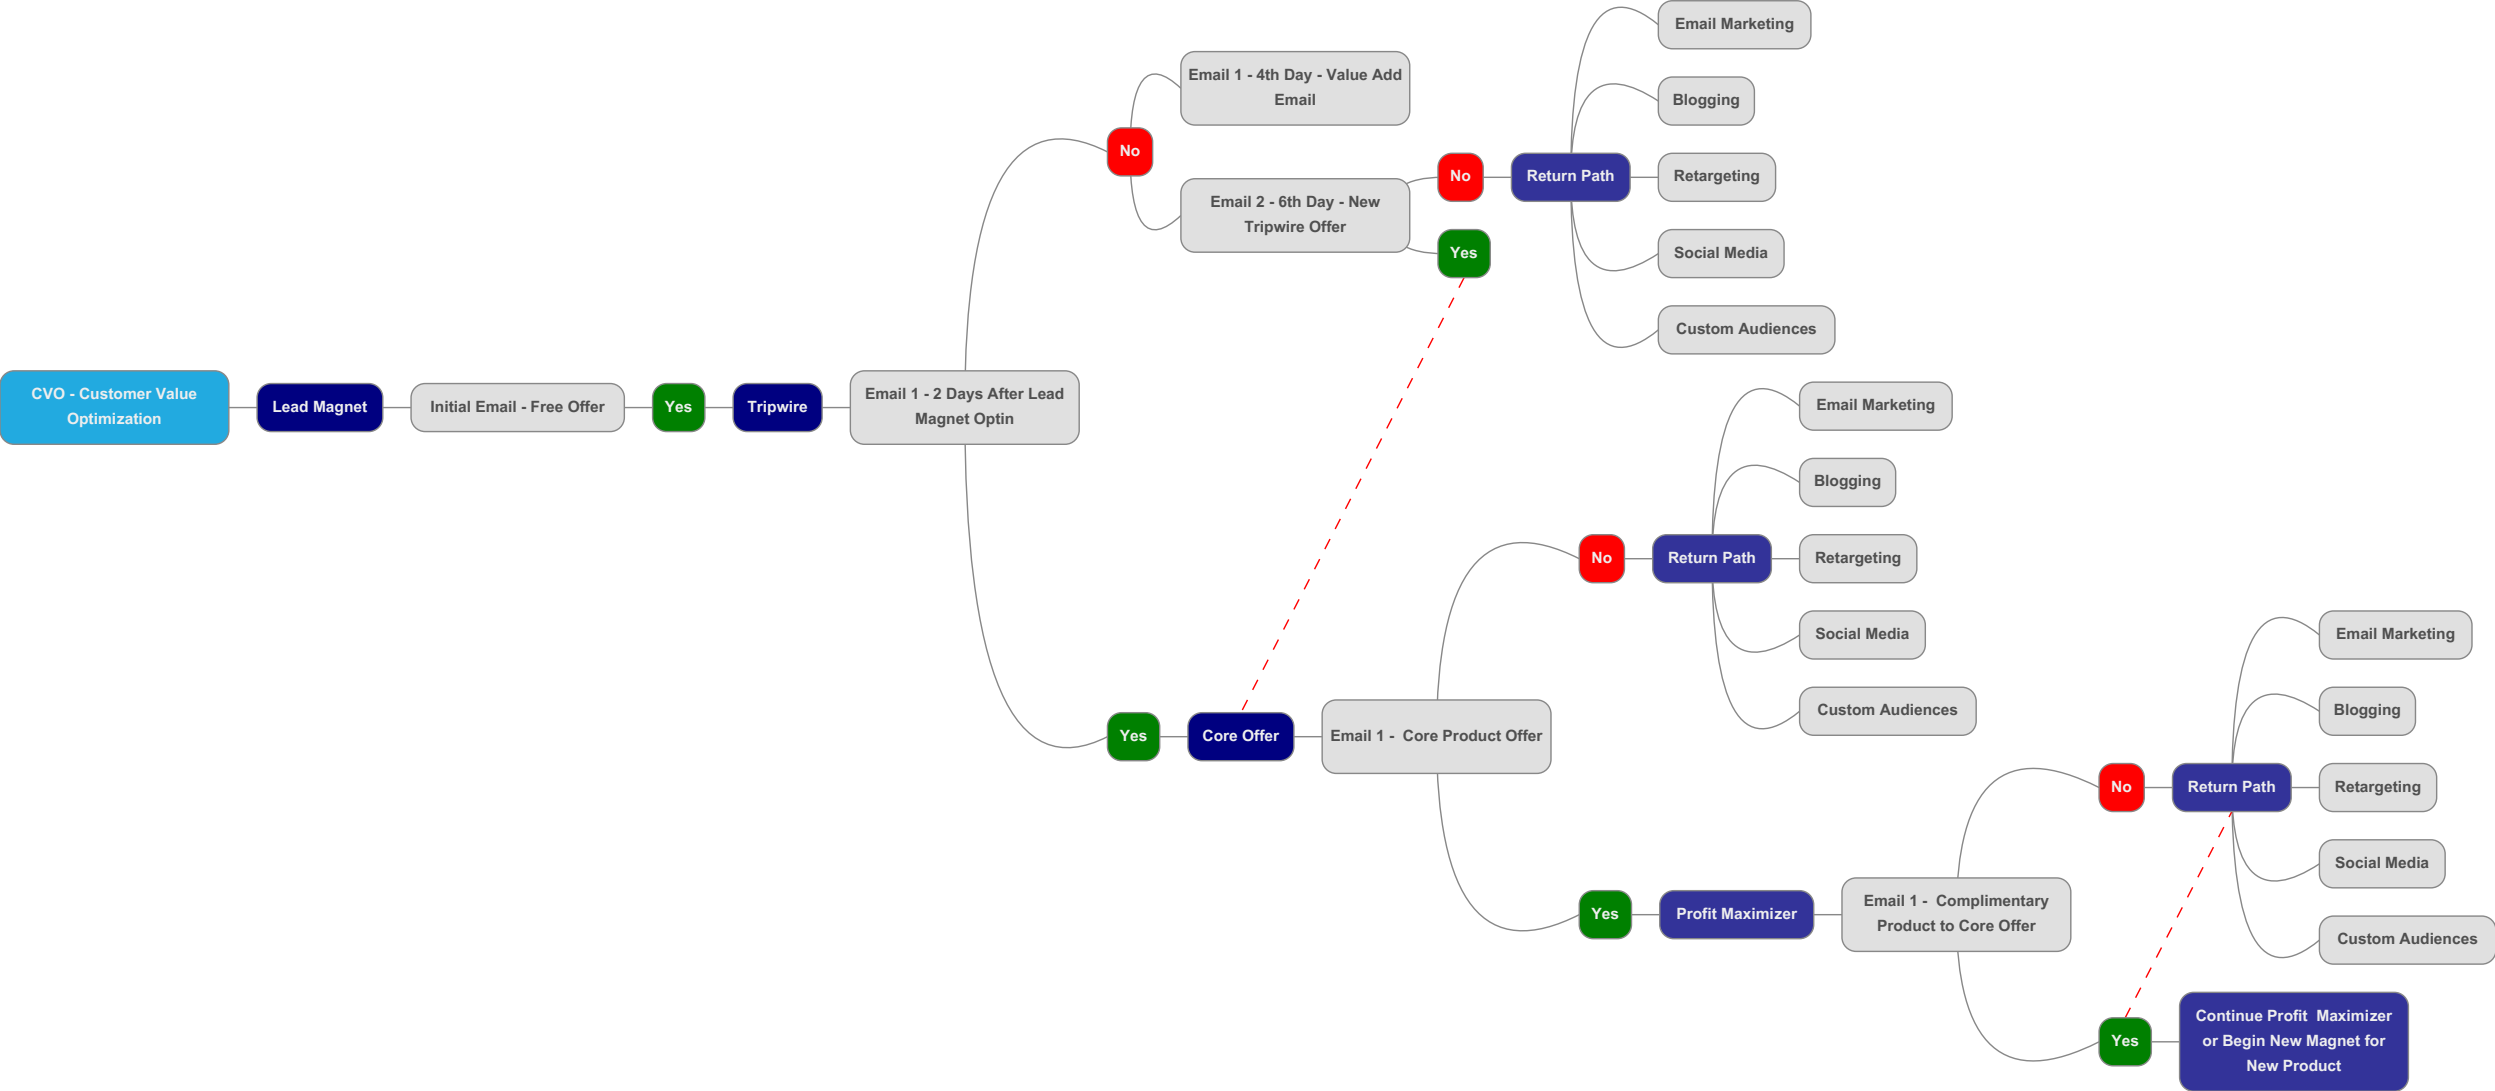 CVO - Customer Value
Optimization
Lead Magnet
Initial Email - Free Offer
Yes
Tripwire
Email 1 - 2 Days After Lead
Magnet Optin
No
Email 1 - 4th Day - Value Add
Email
Email 2 - 6th Day - New
Tripwire Offer
No
Return Path
Email Marketing
Blogging
Retargeting
Social Media
Custom Audiences
Yes
Yes
Core Offer
Email 1 -  Core Product Offer
No
Return Path
Email Marketing
Blogging
Retargeting
Social Media
Custom Audiences
Yes
Profit Maximizer
Email 1 -  Complimentary
Product to Core Offer
No
Return Path
Email Marketing
Blogging
Retargeting
Social Media
Custom Audiences
Yes
Continue Profit  Maximizer
or Begin New Magnet for
New Product